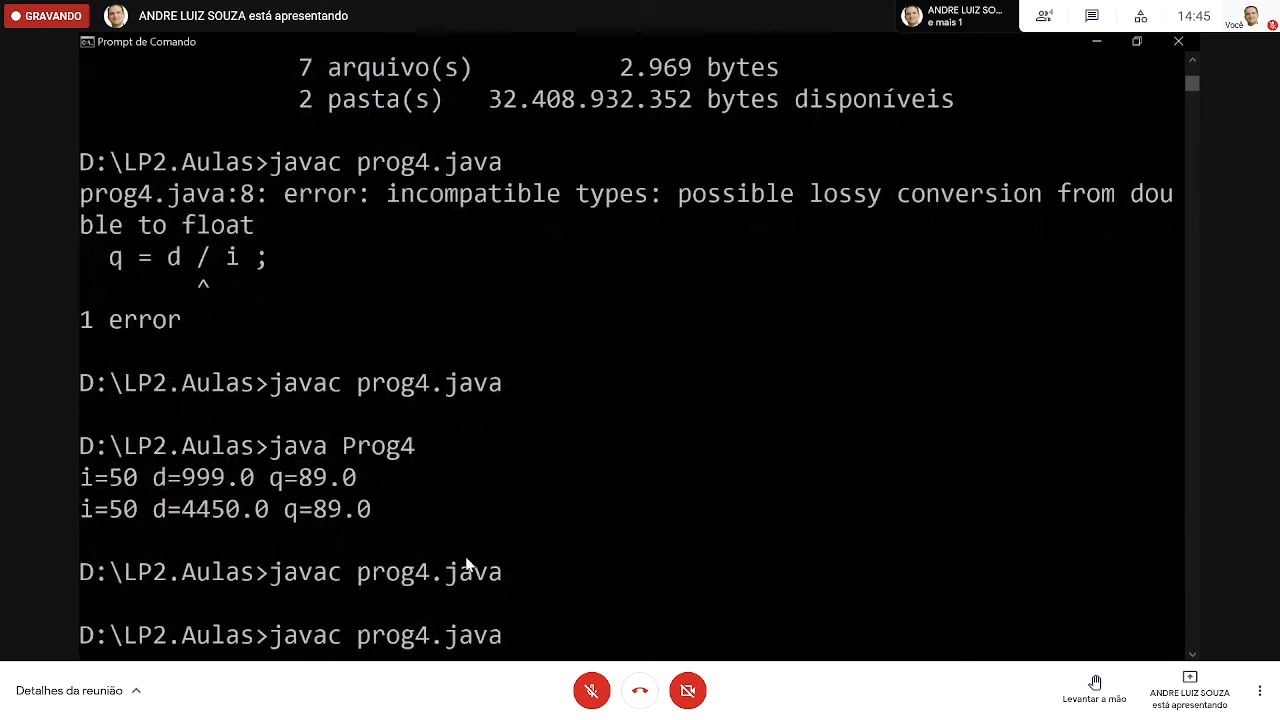 GRAVANDO
ANDRE LUIZ SOUZA está apresentando
ANDRE LUIZ SO...
e mais 1
4
14:45
Você
Prompt de Comando
7 arquivo(s) 2.969 bytes
2 pasta(s) 32.408.932.352 bytes disponíveis
D:\LP2.Aulas>javac prog4.java
prog4.java:8: error: incompatible types: possible lossy conversion from dou
ble to float
q = d / i ;
^
1 error
D:\LP2.Aulas>javac prog4.java
D:\LP2.Aulas>java Prog4
i=50 d=999.0 q=89.0
i=50 d=4450.0 q=89.0
D:\LP2.Aulas>javac prog4.java
D:\LP2.Aulas>javac prog4.java
Detalhes da reunião
Levantar a mão
ANDRE LUIZ SOUZA
está apresentando